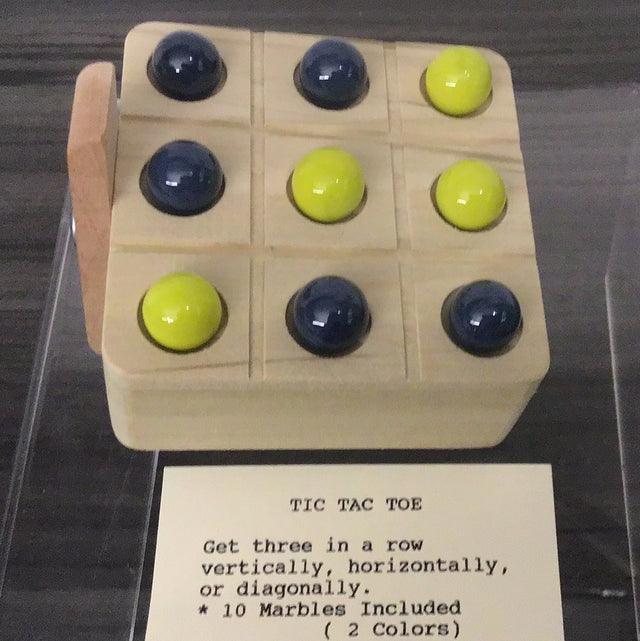 TIC TAC TOE
Get three in a row
vertically, horizontally,
or diagonally.
* 10 Marbles Included
( 2 Colors)